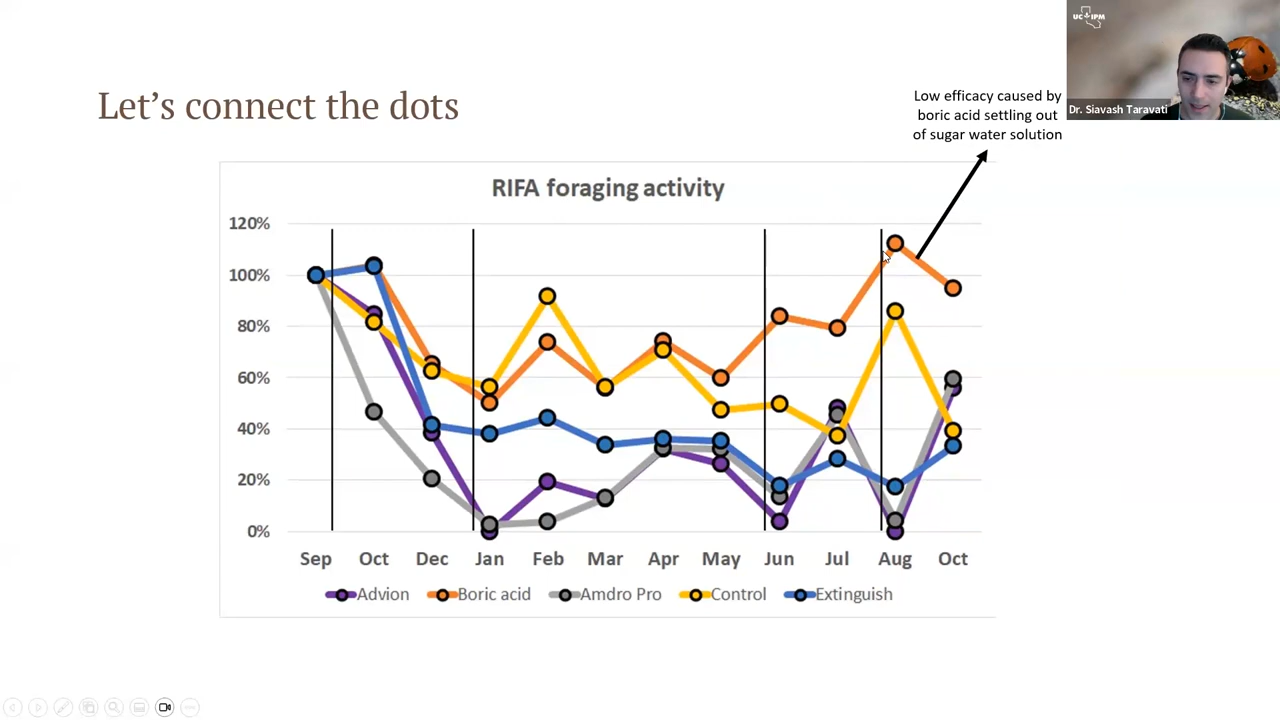 UC IPM
Dr. Siavash Taravati
Let's connect the dots
Low efficacy caused by
boric acid settling out
of sugar water solution
RIFA foraging activity
120%
100%
80%
60%
40%
20%
0%
Sep Oct Dec Jan Feb Mar Apr May Jun Jul Aug Oct
Advion Boric acid Amdro Pro Control Extinguish